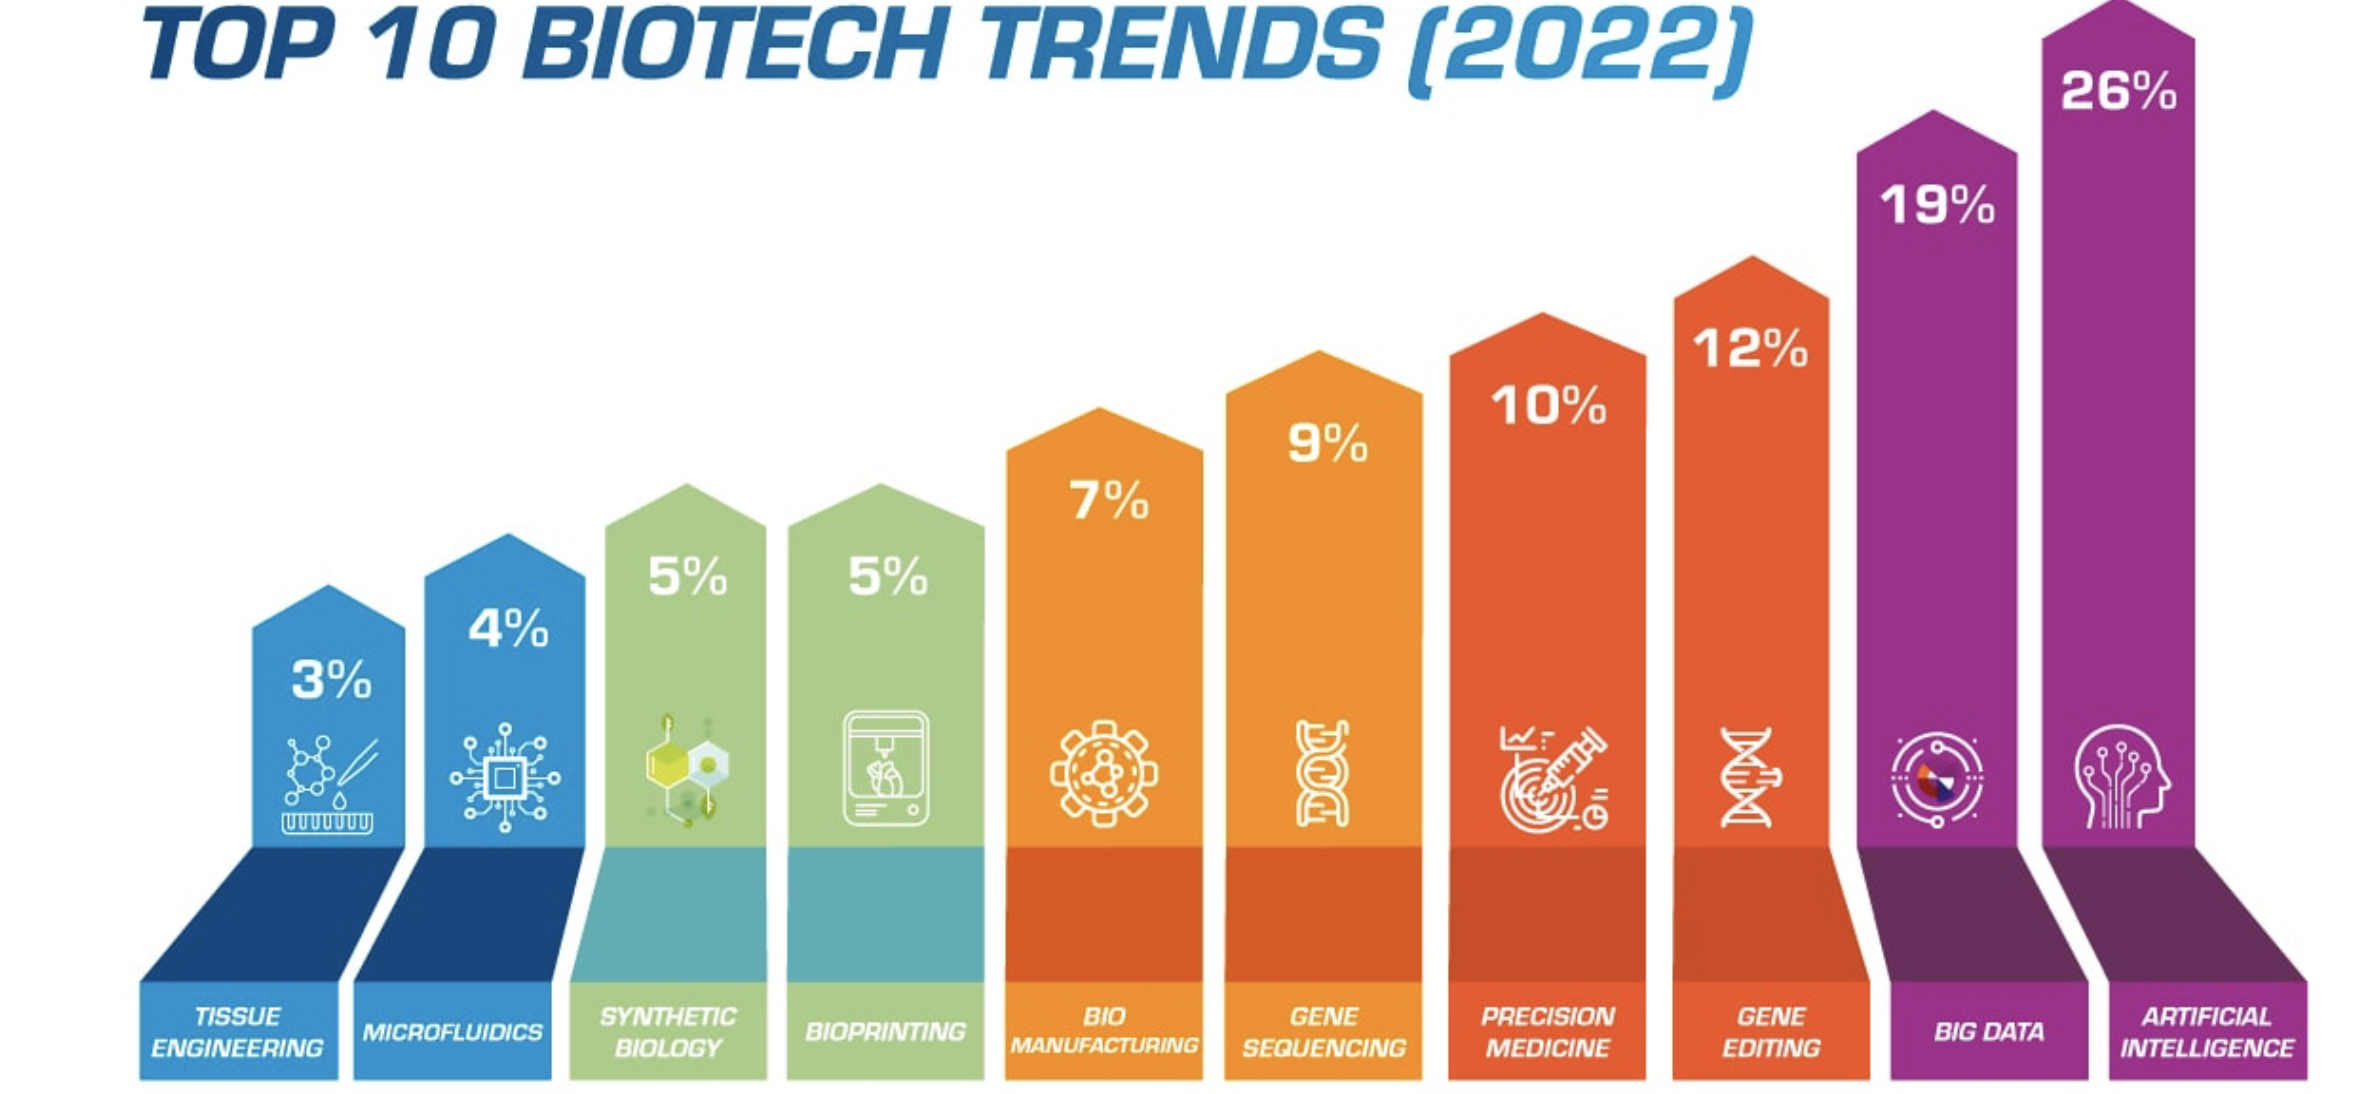 TOP 10 BIOTECH TRENDS (2022)
26%
19%
12%
10%
9%
7%
5%
5%
4%
3%
TISSUE
ENGINEERING
MICROFLUIDICS
SYNTHETIC
BIOLOGY
BIOPRINTING
BIO
MANUFACTURING
GENE
SEQUENCING
PRECISION
MEDICINE
GENE
EDITING
BIG DATA
ARTIFICIAL
INTELLIGENCE